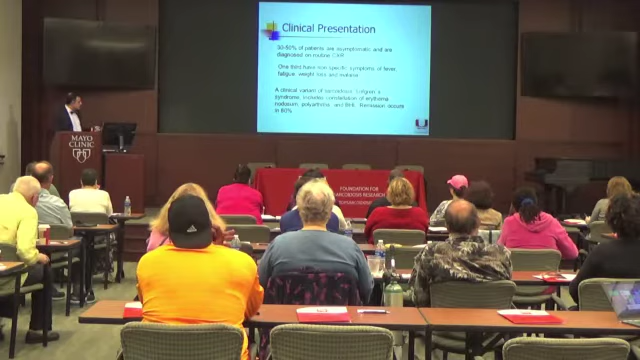 Clinical Presentation
30-50% of patients are asymptomatic and are
diagnosed on routine CXR
One third have non specific symptoms of fever,
fatigue, weight loss and malaise
A clinical variant of sarcoidosis, Lofgren's
syndrome, includes constellation of erythema
nodosum, polyarthritis, and BHL. Remission occurs
in 80%
MAYO
CLINIC
FOUNDATION FOR
SARCOIDOSIS RESEARCH